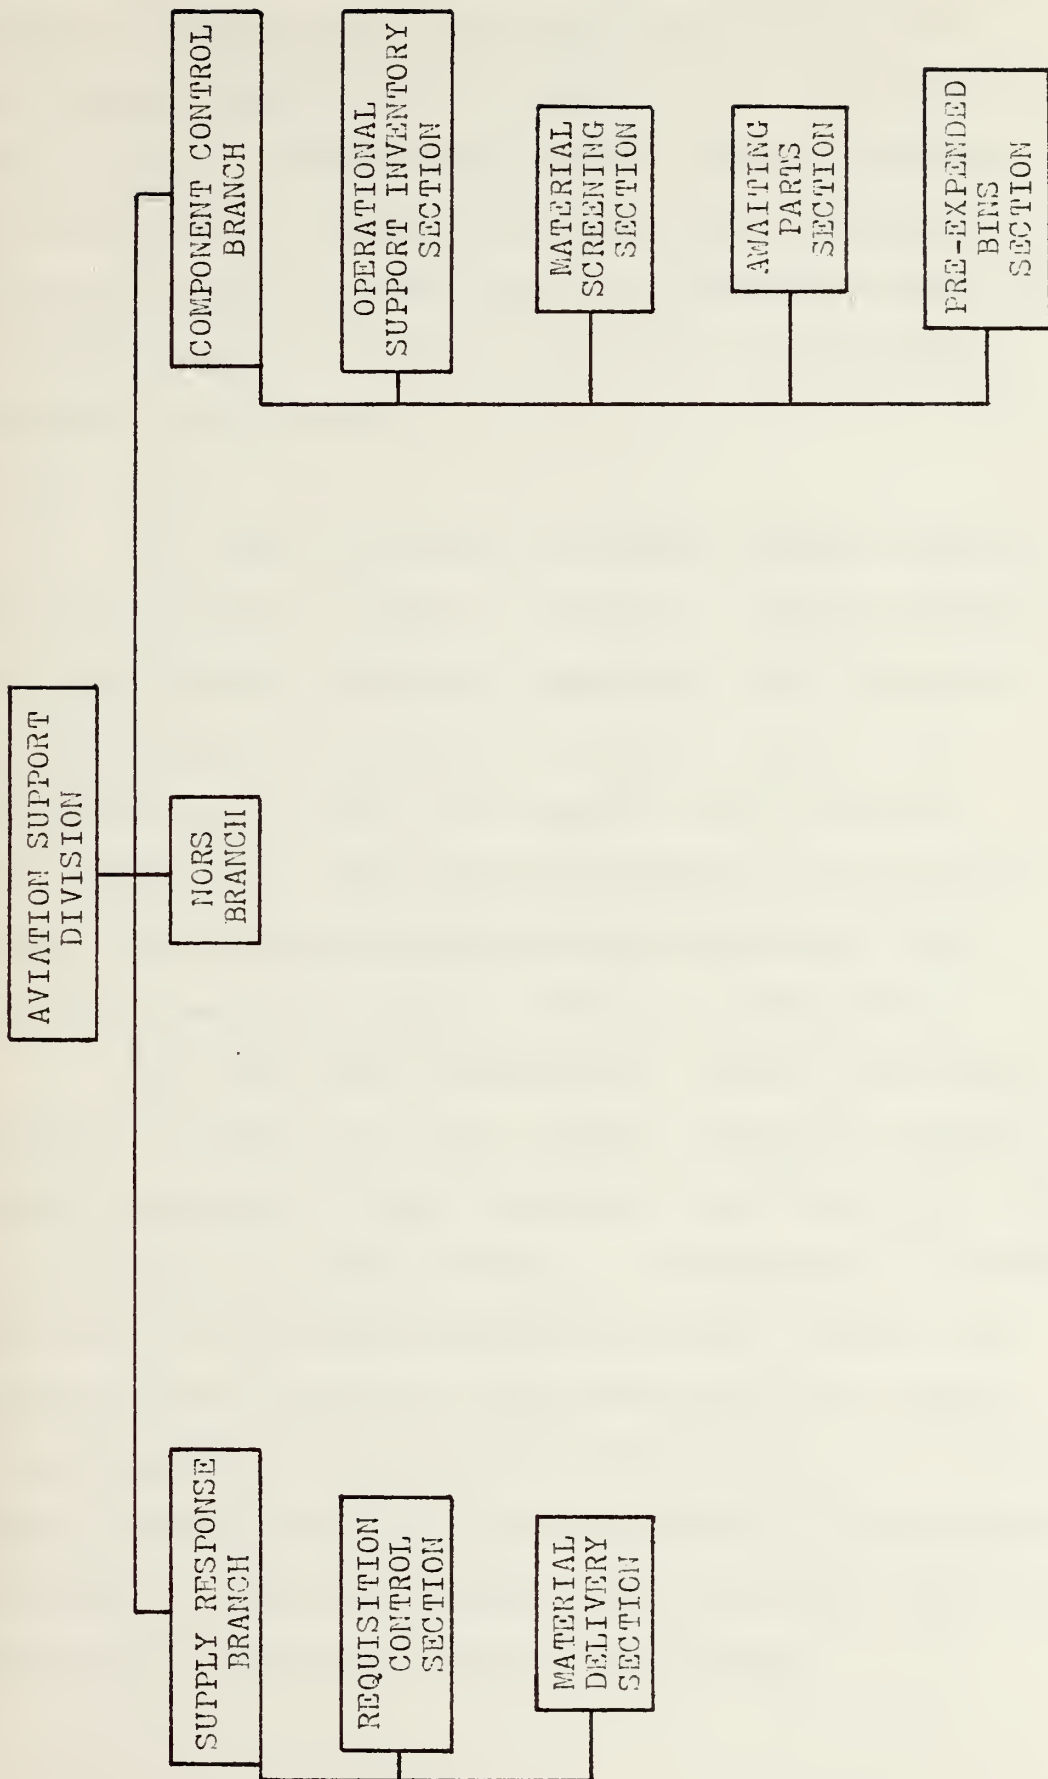 AVIATION SUPPORT
DIVISION
SUPPLY RESPONSE
BRANCH
NORS
BRANCH
COMPONENT CONTROL
BRANCH
REQUISITION
CONTROL
SECTION
MATERIAL
DELIVERY
SECTION
OPERATIONAL
SUPPORT INVENTORY
SECTION
MATERIAL
SCREENING
SECTION
AWAITING
PARTS
SECTION
PRE-EXPENDED
BINS
SECTION